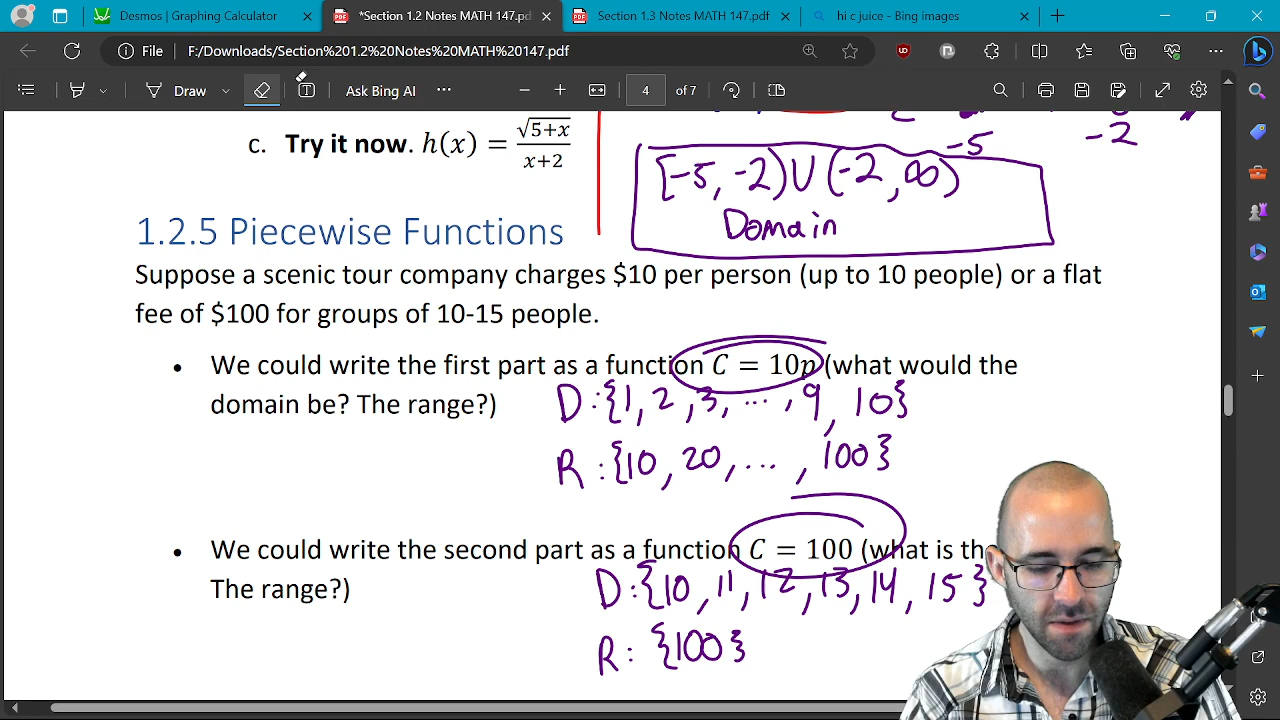 Desmos | Graphing Calculator
*Section 1.2 Notes MATH 147.pd
Section 1.3 Notes MATH 147.pdf
hi c juice - Bing images
File
F:/Downloads/Section%201.2%20Notes%20MATH%20147.pdf
Draw
Ask Bing AI
4 of 7
-5
-2
c. Try it now. h(x) = √5+x / x+2
[-5, -2) U (-2, ∞)
Domain
1.2.5 Piecewise Functions
Suppose a scenic tour company charges $10 per person (up to 10 people) or a flat
fee of $100 for groups of 10-15 people.
• We could write the first part as a function C = 10p (what would the
domain be? The range?)
D: {1, 2, 3, ..., 9, 10}
R: {10, 20, ..., 100}
• We could write the second part as a function C = 100 (what is th
The range?)
D: {10, 11, 12, 13, 14, 15}
R: {100}